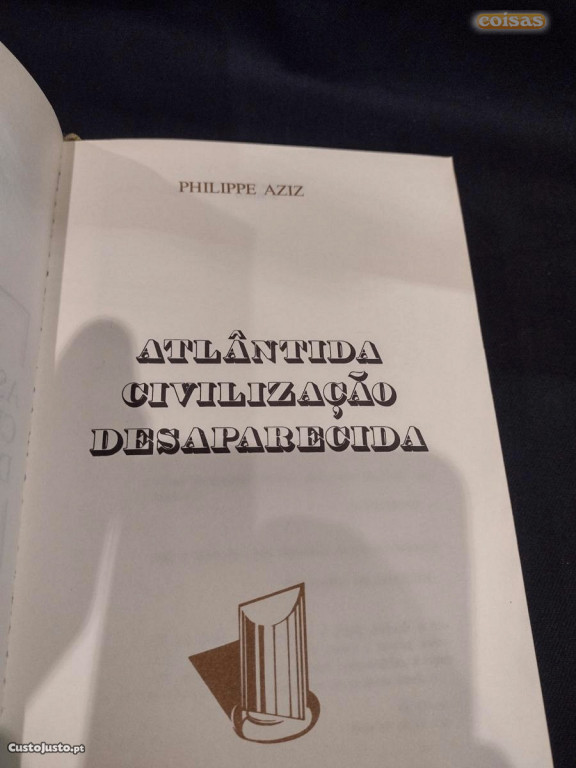 coisas
PHILIPPE AZIZ
ATLÂNTIDA
CIVILIZAÇÃO
DESAPARECIDA
CustoJusto.pt